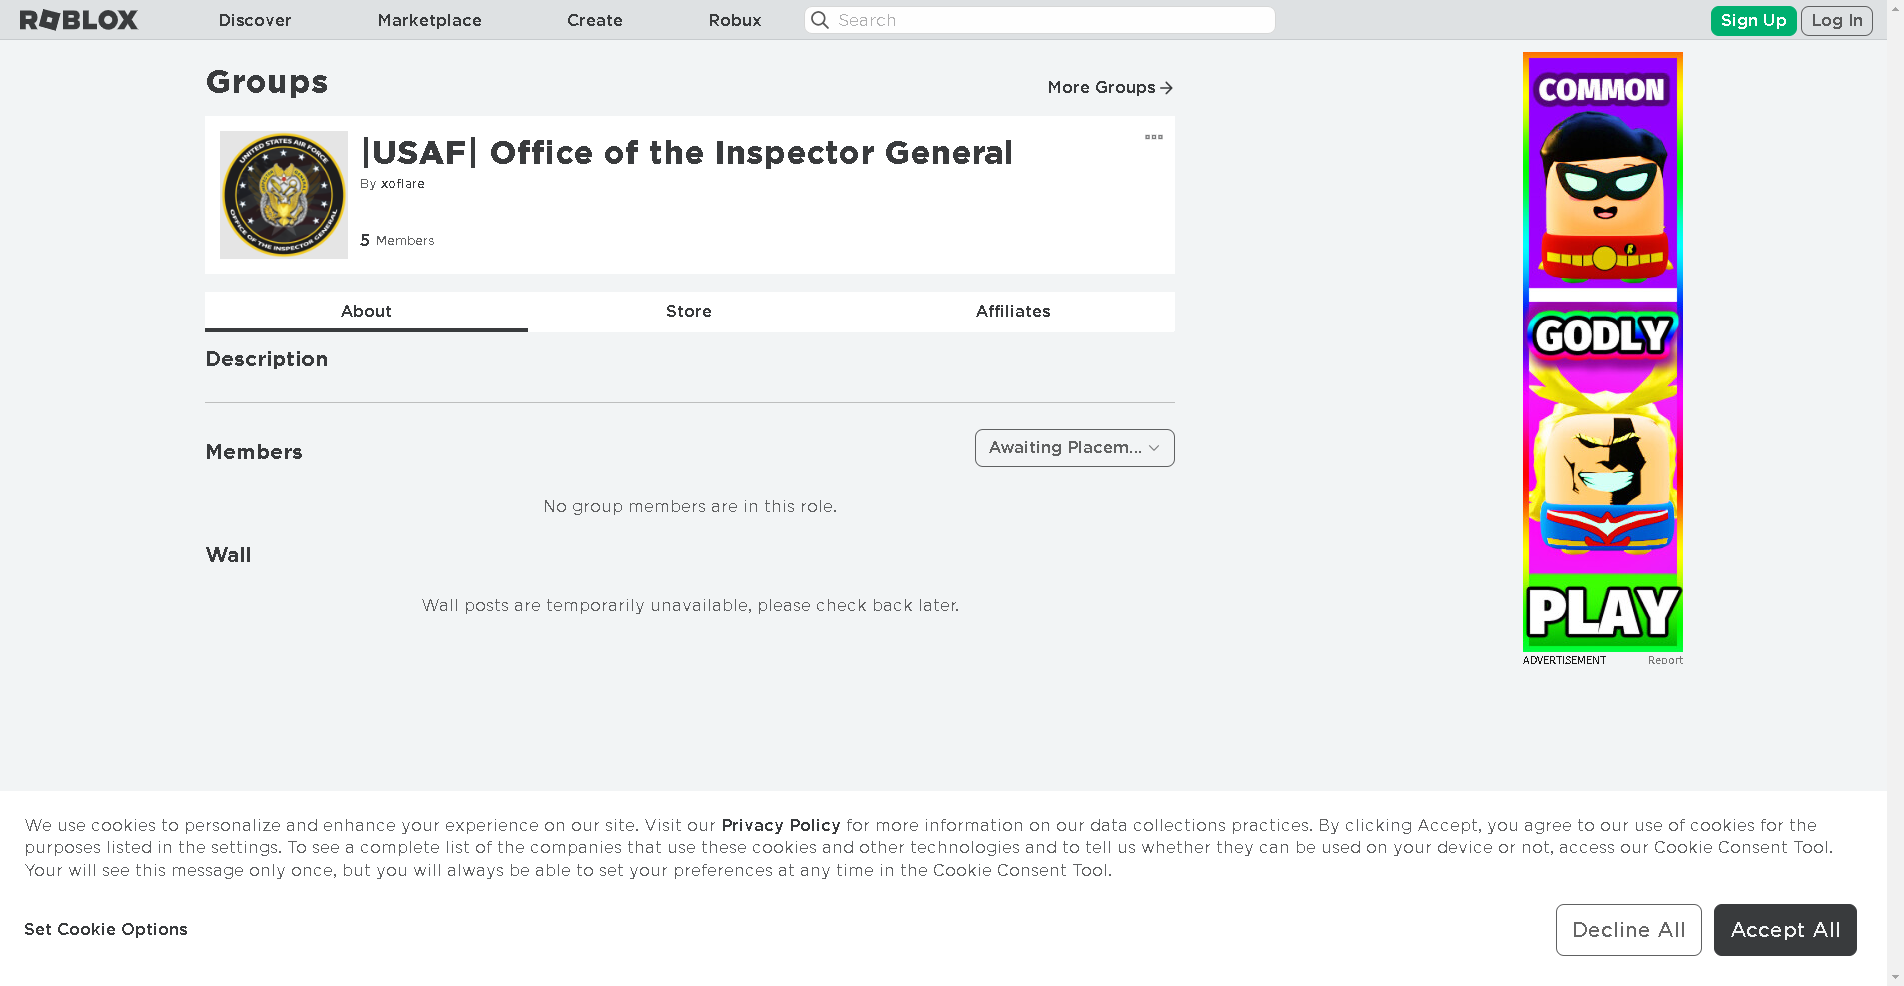 ROBLOX
Discover
Marketplace
Create
Robux
Search
Sign Up
Log In
Groups
More Groups
|USAF| Office of the Inspector General
By xoflare
5 Members
UNITED STATES AIR FORCE
OFFICE OF THE INSPECTOR GENERAL
About
Store
Affiliates
Description
Members
Awaiting Placem...
No group members are in this role.
Wall
Wall posts are temporarily unavailable, please check back later.
COMMON
R
GODLY
PLAY
ADVERTISEMENT
Report
We use cookies to personalize and enhance your experience on our site. Visit our Privacy Policy for more information on our data collections practices. By clicking Accept, you agree to our use of cookies for the
purposes listed in the settings. To see a complete list of the companies that use these cookies and other technologies and to tell us whether they can be used on your device or not, access our Cookie Consent Tool.
Your will see this message only once, but you will always be able to set your preferences at any time in the Cookie Consent Tool.
Set Cookie Options
Decline All
Accept All